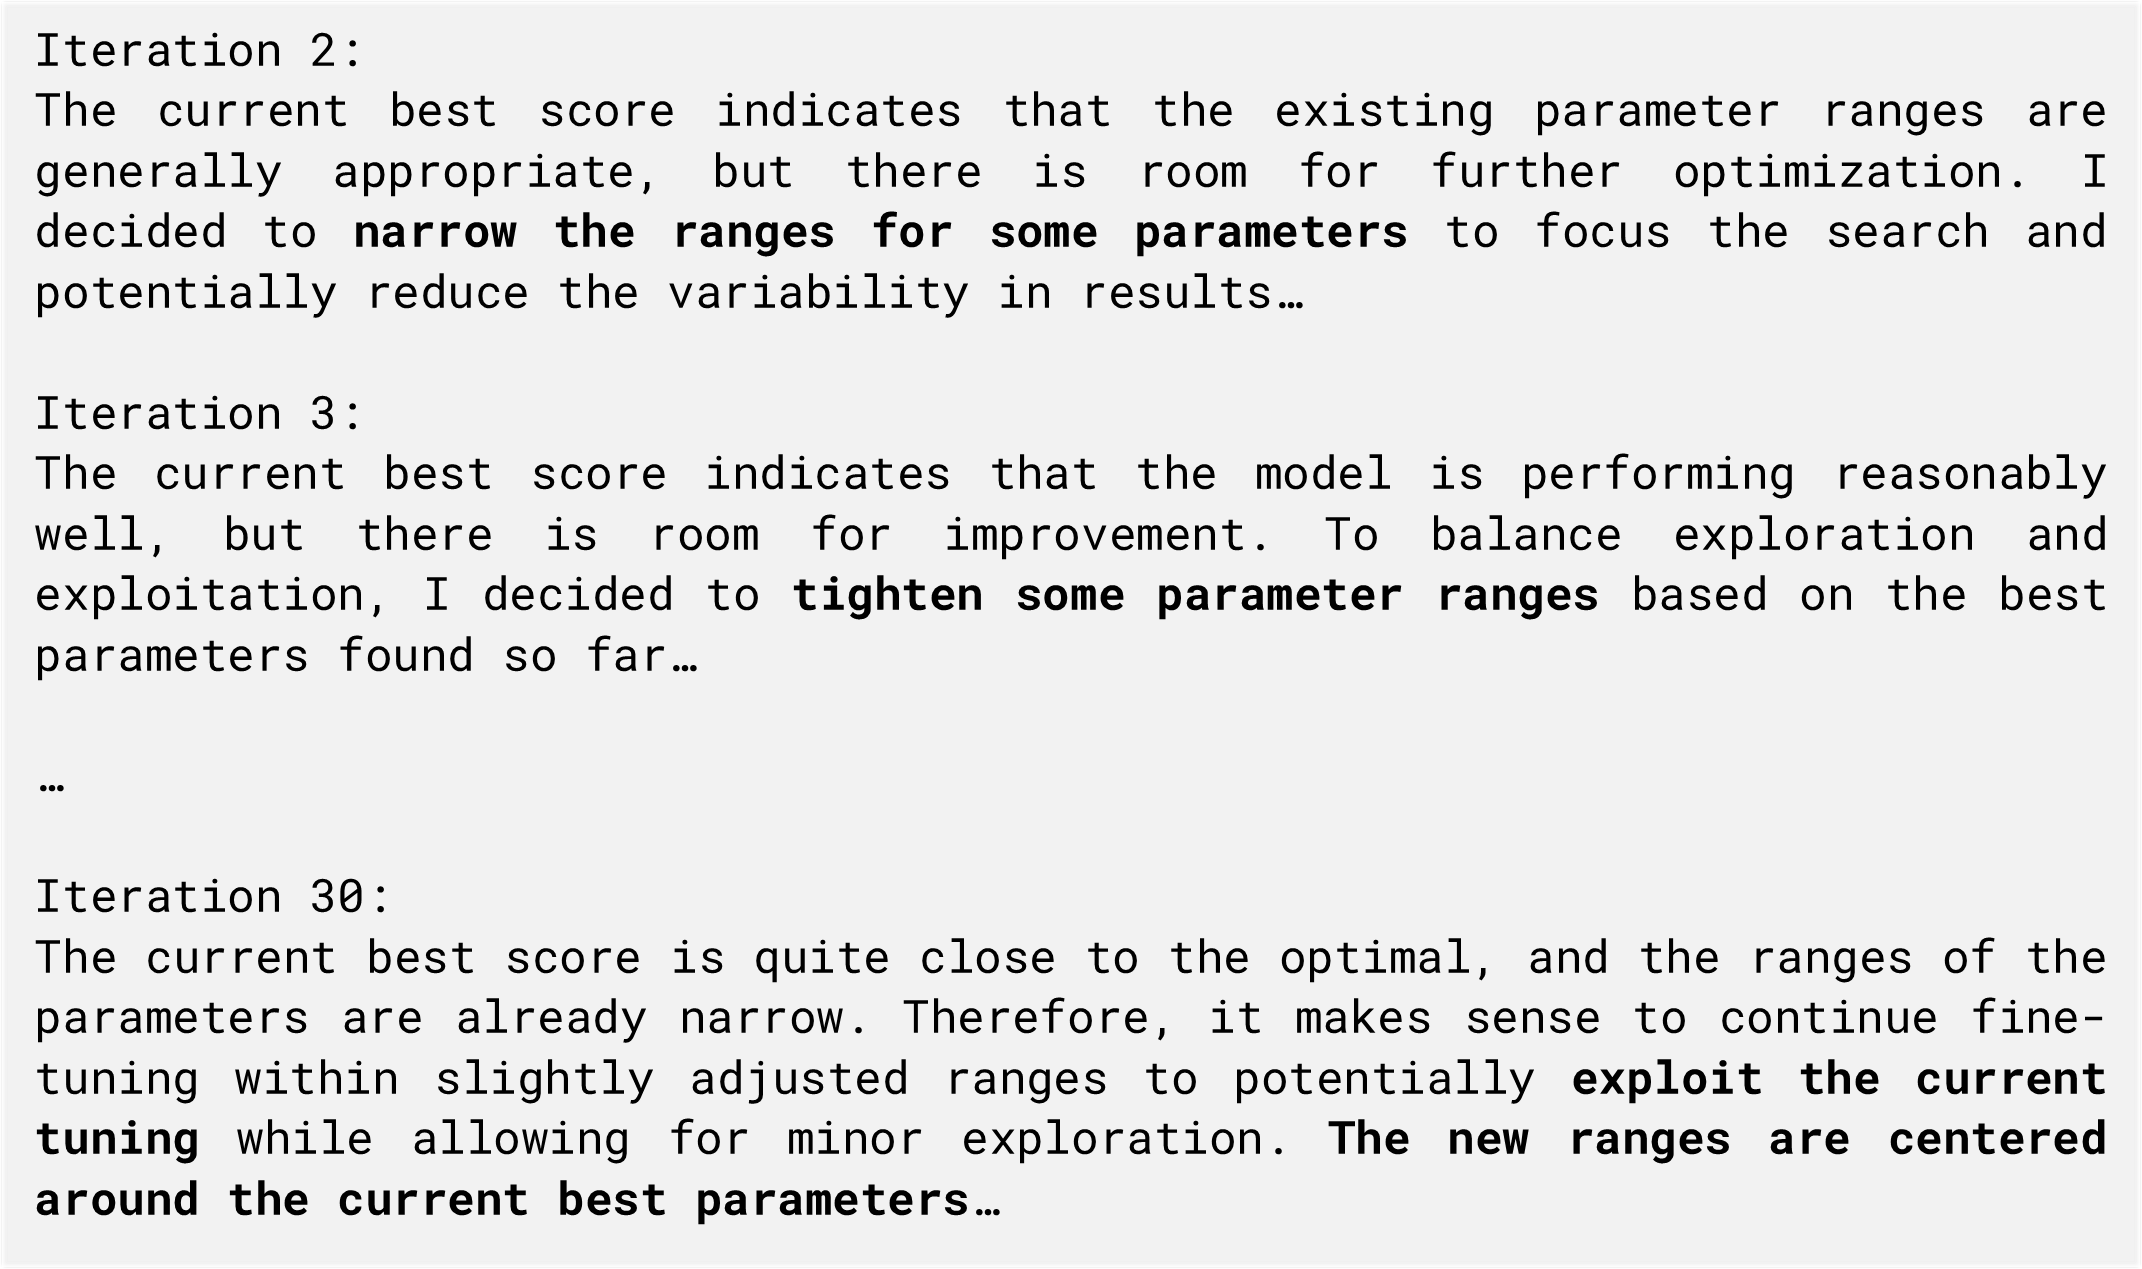 Iteration 2:
The current best score indicates that the existing parameter ranges are
generally appropriate, but there is room for further optimization. I
decided to narrow the ranges for some parameters to focus the search and
potentially reduce the variability in results…
Iteration 3:
The current best score indicates that the model is performing reasonably
well, but there is room for improvement. To balance exploration and
exploitation, I decided to tighten some parameter ranges based on the best
parameters found so far…
…
Iteration 30:
The current best score is quite close to the optimal, and the ranges of the
parameters are already narrow. Therefore, it makes sense to continue fine-
tuning within slightly adjusted ranges to potentially exploit the current
tuning while allowing for minor exploration. The new ranges are centered
around the current best parameters…